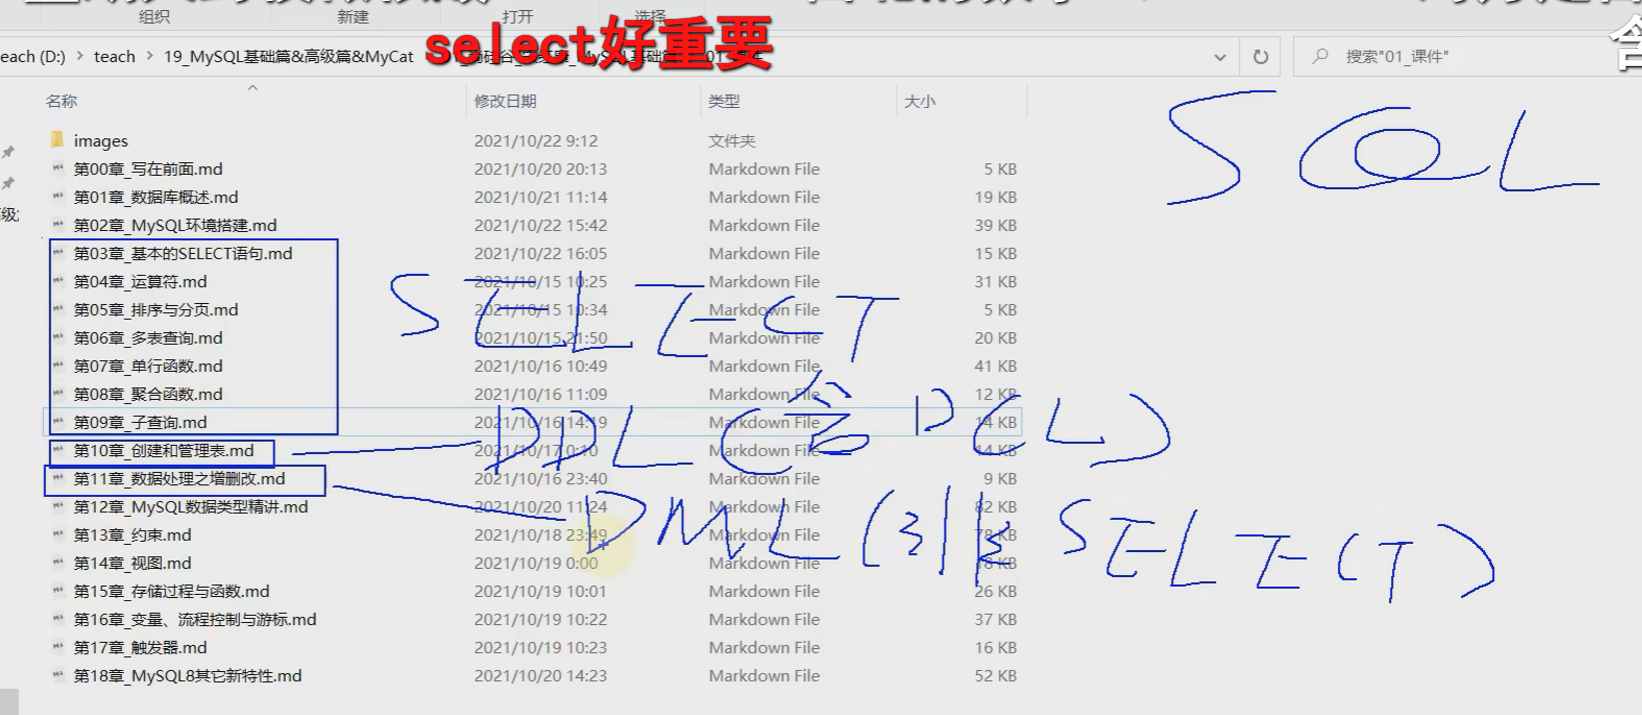 组织 新建 打开 选择
select好重要
each (D:) > teach > 19_MySQL基础篇&高级篇&MyCat
搜索"01_课件"
名称 修改日期 类型 大小
SQL
images 2021/10/22 9:12 文件夹
第00章_写在前面.md 2021/10/20 20:13 Markdown File 5 KB
第01章_数据库概述.md 2021/10/21 11:14 Markdown File 19 KB
第02章_MySQL环境搭建.md 2021/10/22 15:42 Markdown File 39 KB
第03章_基本的SELECT语句.md 2021/10/22 16:05 Markdown File 15 KB
第04章_运算符.md 2021/10/15 10:25 Markdown File 31 KB
第05章_排序与分页.md 2021/10/15 10:34 Markdown File 5 KB
SELECT
第06章_多表查询.md 2021/10/15 21:50 Markdown File 20 KB
第07章_单行函数.md 2021/10/16 10:49 Markdown File 41 KB
第08章_聚合函数.md 2021/10/16 11:09 Markdown File 12 KB
第09章_子查询.md 2021/10/16 14:19 Markdown File 14 KB
DDL(含DCL)
第10章_创建和管理表.md 2021/10/17 0:10 Markdown File 14 KB
第11章_数据处理之增删改.md 2021/10/16 23:40 Markdown File 9 KB
第12章_MySQL数据类型精讲.md 2021/10/20 11:24 Markdown File 82 KB
DML SELECT)
第13章_约束.md 2021/10/18 23:49 Markdown File 78 KB
第14章_视图.md 2021/10/19 0:00 Markdown File 18 KB
第15章_存储过程与函数.md 2021/10/19 10:01 Markdown File 26 KB
第16章_变量、流程控制与游标.md 2021/10/19 10:22 Markdown File 37 KB
第17章_触发器.md 2021/10/19 10:23 Markdown File 16 KB
第18章_MySQL8其它新特性.md 2021/10/20 14:23 Markdown File 52 KB